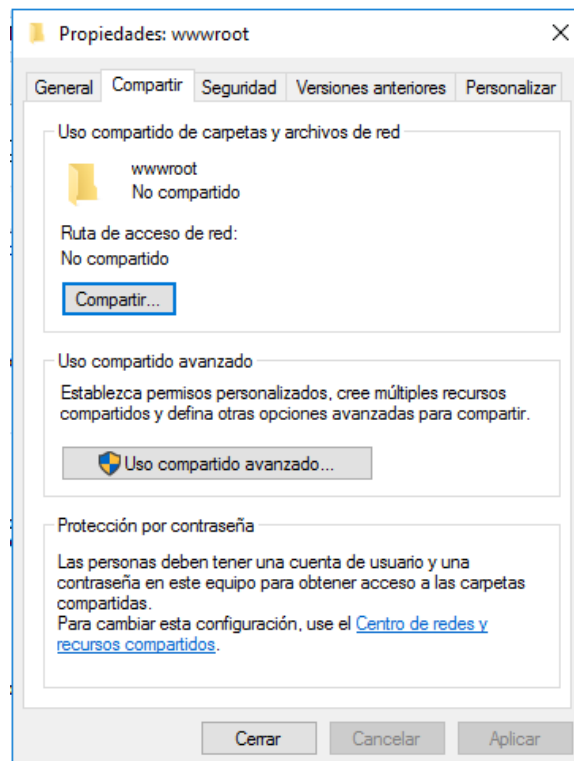 Propiedades: wwwroot
General Compartir Seguridad Versiones anteriores Personalizar
Uso compartido de carpetas y archivos de red
wwwroot
No compartido
Ruta de acceso de red:
No compartido
Compartir...
Uso compartido avanzado
Establezca permisos personalizados, cree múltiples recursos
compartidos y defina otras opciones avanzadas para compartir.
Uso compartido avanzado...
Protección por contraseña
Las personas deben tener una cuenta de usuario y una
contraseña en este equipo para obtener acceso a las carpetas
compartidas.
Para cambiar esta configuración, use el Centro de redes y
recursos compartidos.
Cerrar Cancelar Aplicar